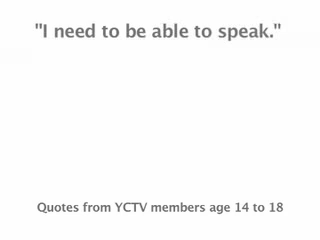 "I need to be able to speak."
Quotes from YCTV members age 14 to 18